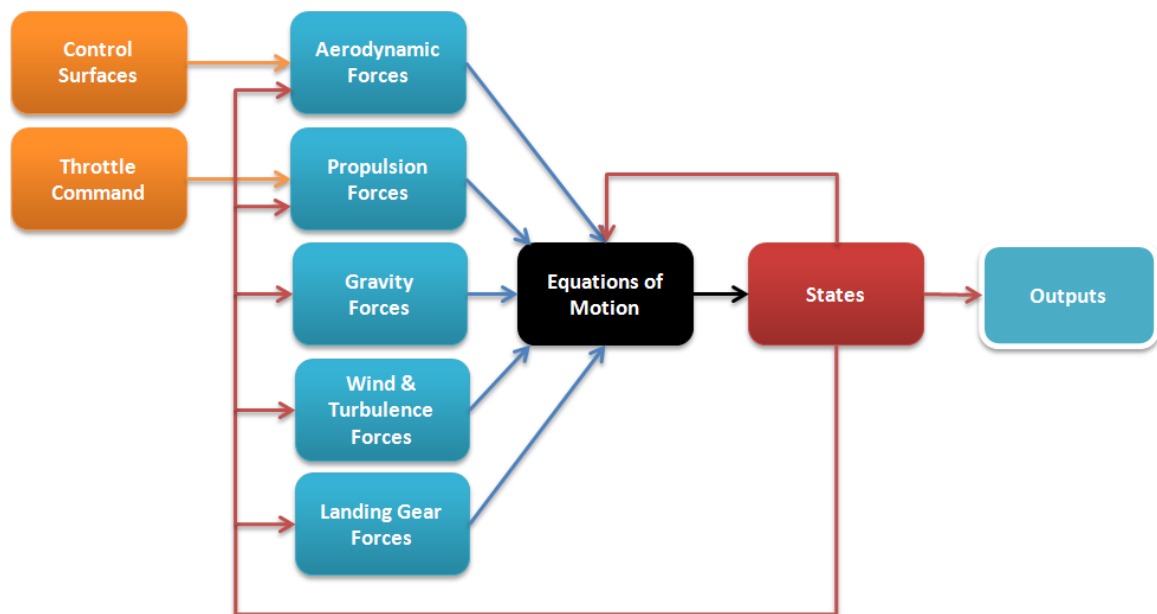 Control
Surfaces
Aerodynamic
Forces
Throttle
Command
Propulsion
Forces
Gravity
Forces
Equations of
Motion
States
Outputs
Wind &
Turbulence
Forces
Landing Gear
Forces